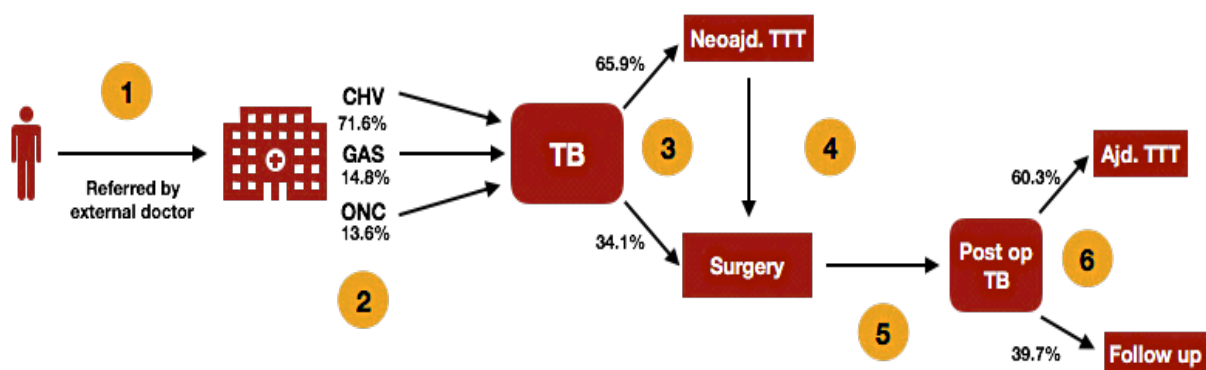 1
Referred by
external doctor
CHV
71.6%
GAS
14.8%
ONC
13.6%
2
TB
65.9%
34.1%
3
Neoajd. TTT
4
Surgery
5
Post op
TB
60.3%
39.7%
6
Ajd. TTT
Follow up